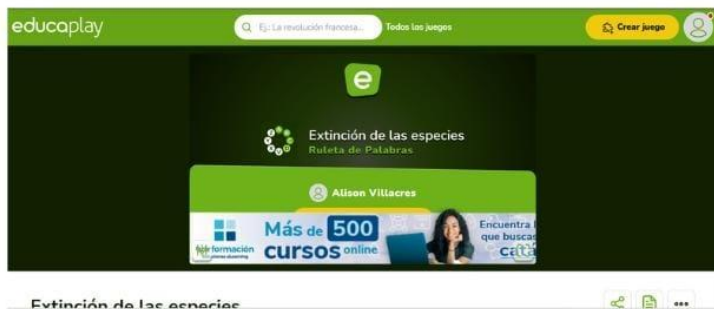 educaplay
Ej: La revolución francesa...
Todos los juegos
Crear juego
e
Extinción de las especies
Ruleta de Palabras
Alison Villacres
Más de 500
cursos online
formación
Encuentra l
que buscas
catá
Extinción de las especies